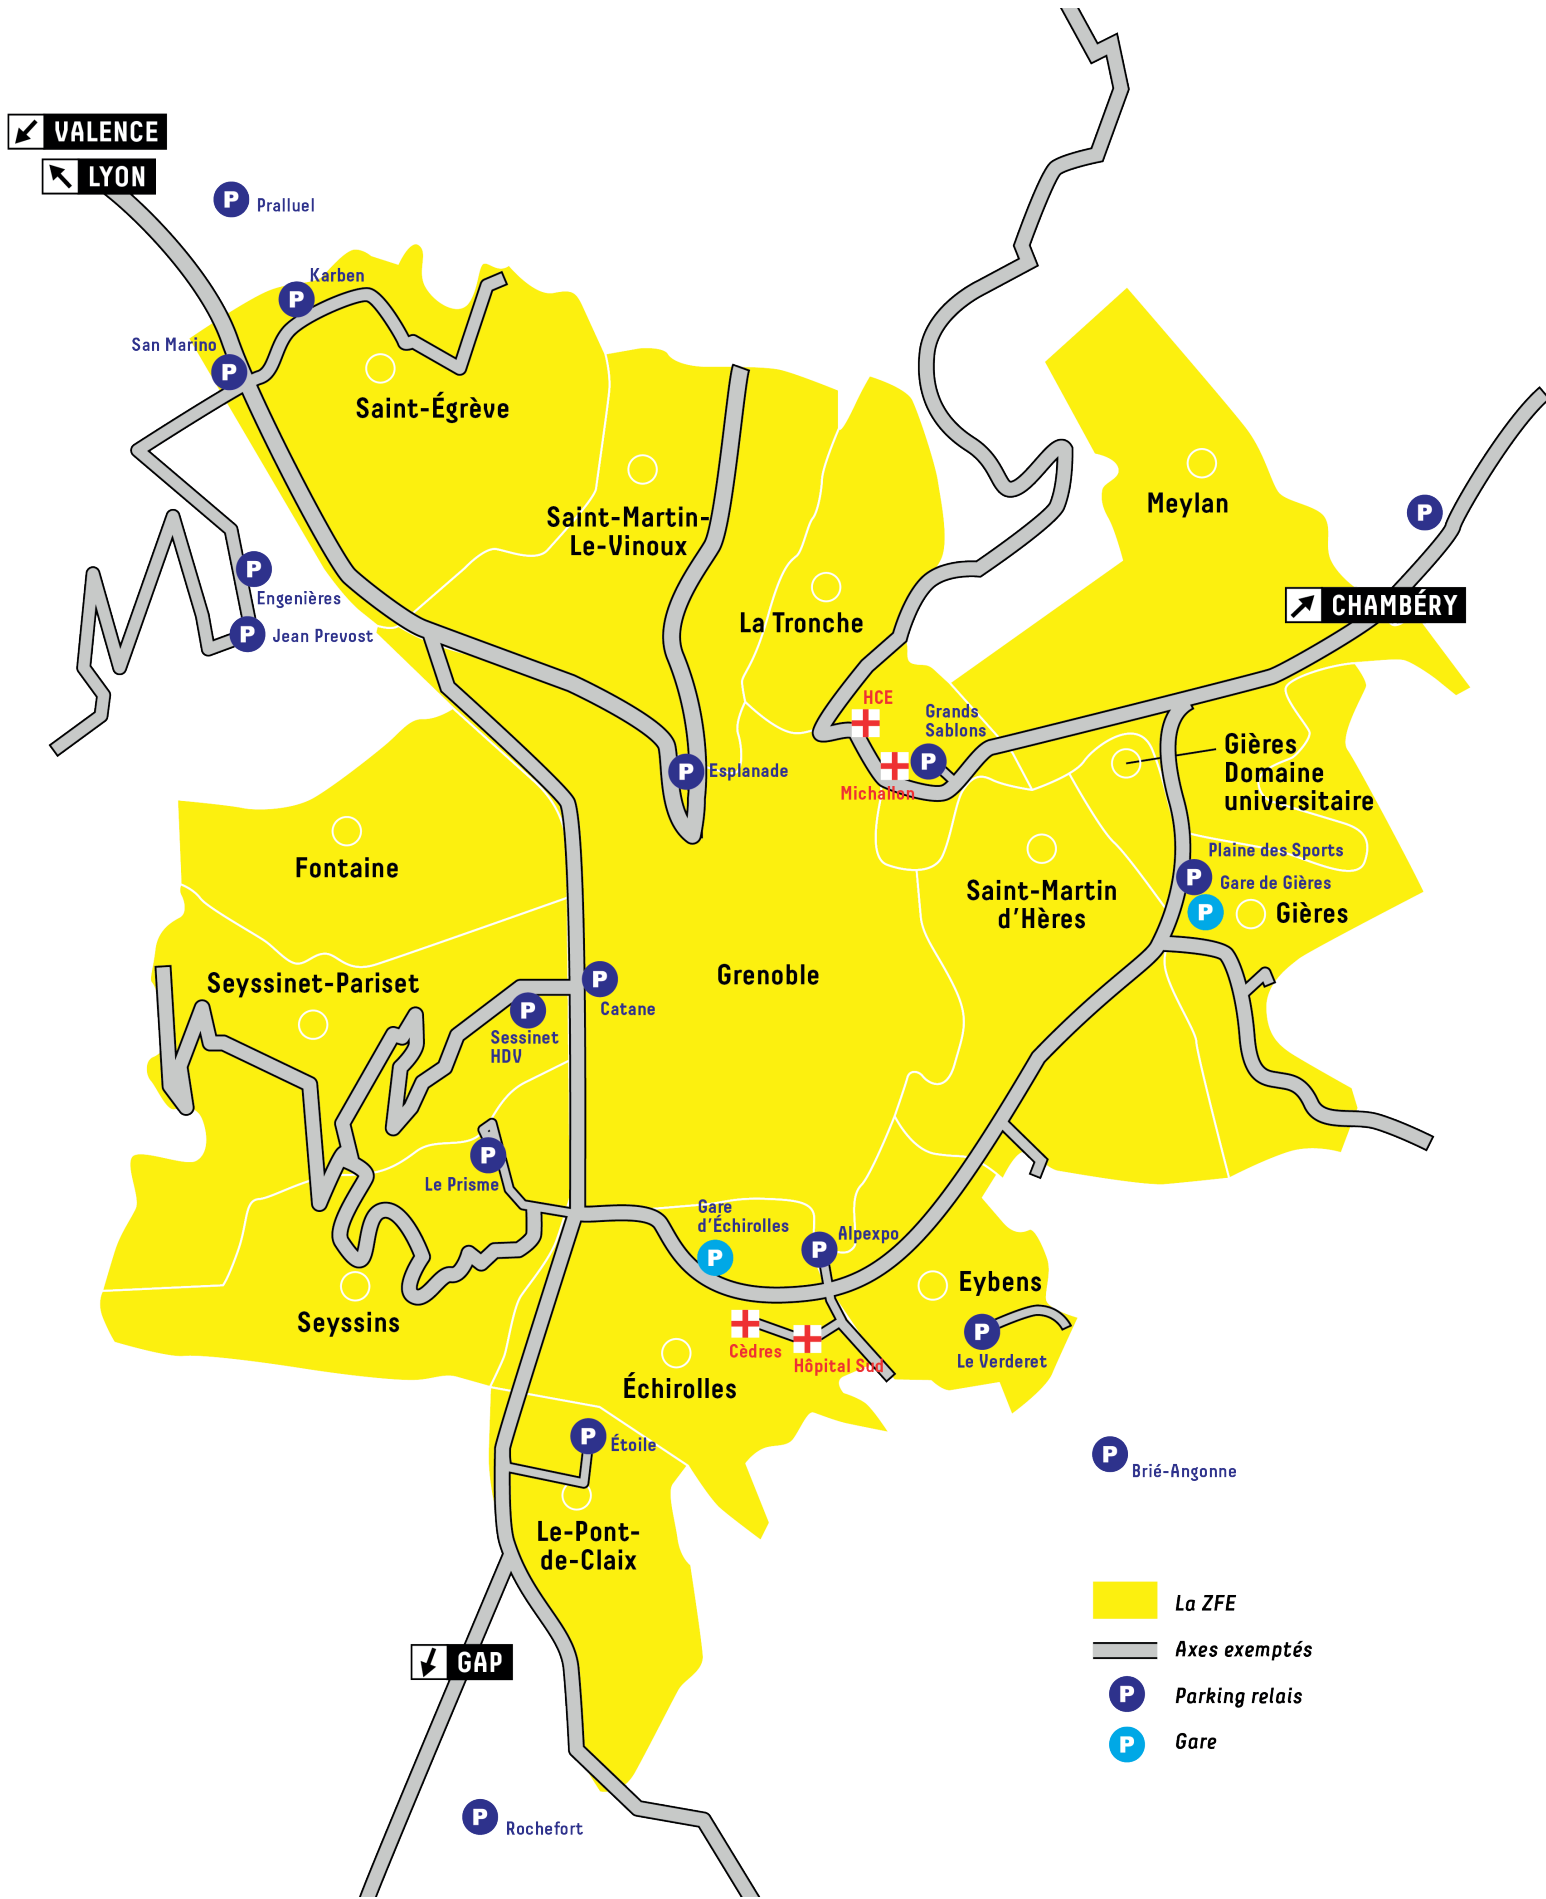 VALENCE
LYON
P
Pralluel
Karben
P
San Marino
P
Saint-Égrève
Meylan
P
Saint-Martin-
Le-Vinoux
P
Engenières
P
Jean Prevost
CHAMBÉRY
La Tronche
HCE
Grands
Sablons
P
Michallon
P
Esplanade
Gières
Domaine
universitaire
Fontaine
Plaine des Sports
P
Gare de Gières
P
Gières
Saint-Martin
d'Hères
Seyssinet-Pariset
Grenoble
P
Catane
P
Sessinet
HDV
P
Le Prisme
Gare
d'Échirolles
P
Alpexpo
P
Eybens
Seyssins
Cèdres
Hôpital Sud
P
Le Verderet
Échirolles
P
Étoile
P
Brié-Angonne
Le-Pont-
de-Claix
La ZFE
Axes exemptés
GAP
P
Parking relais
P
Gare
P
Rochefort